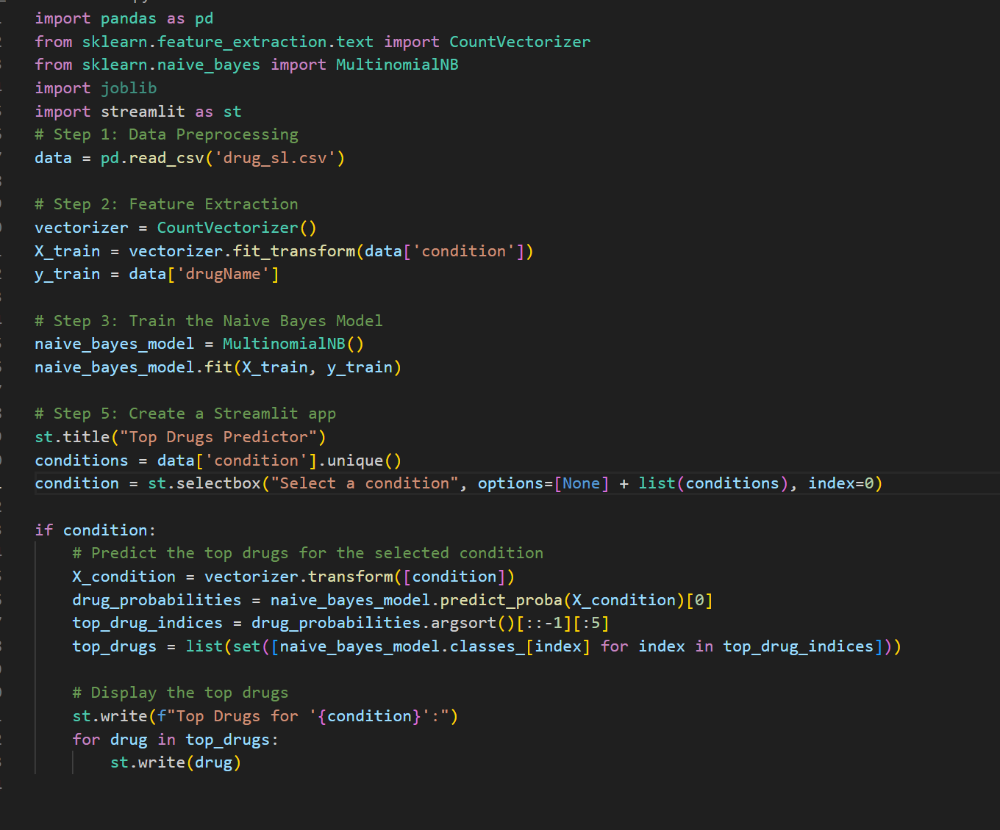 import pandas as pd
from sklearn.feature_extraction.text import CountVectorizer
from sklearn.naive_bayes import MultinomialNB
import joblib
import streamlit as st
# Step 1: Data Preprocessing
data = pd.read_csv('drug_sl.csv')

# Step 2: Feature Extraction
vectorizer = CountVectorizer()
X_train = vectorizer.fit_transform(data['condition'])
y_train = data['drugName']

# Step 3: Train the Naive Bayes Model
naive_bayes_model = MultinomialNB()
naive_bayes_model.fit(X_train, y_train)

# Step 5: Create a Streamlit app
st.title("Top Drugs Predictor")
conditions = data['condition'].unique()
condition = st.selectbox("Select a condition", options=[None] + list(conditions), index=0)

if condition:
    # Predict the top drugs for the selected condition
    X_condition = vectorizer.transform([condition])
    drug_probabilities = naive_bayes_model.predict_proba(X_condition)[0]
    top_drug_indices = drug_probabilities.argsort()[::-1][:5]
    top_drugs = list(set([naive_bayes_model.classes_[index] for index in top_drug_indices]))

    # Display the top drugs
    st.write(f"Top Drugs for '{condition}':")
    for drug in top_drugs:
        st.write(drug)